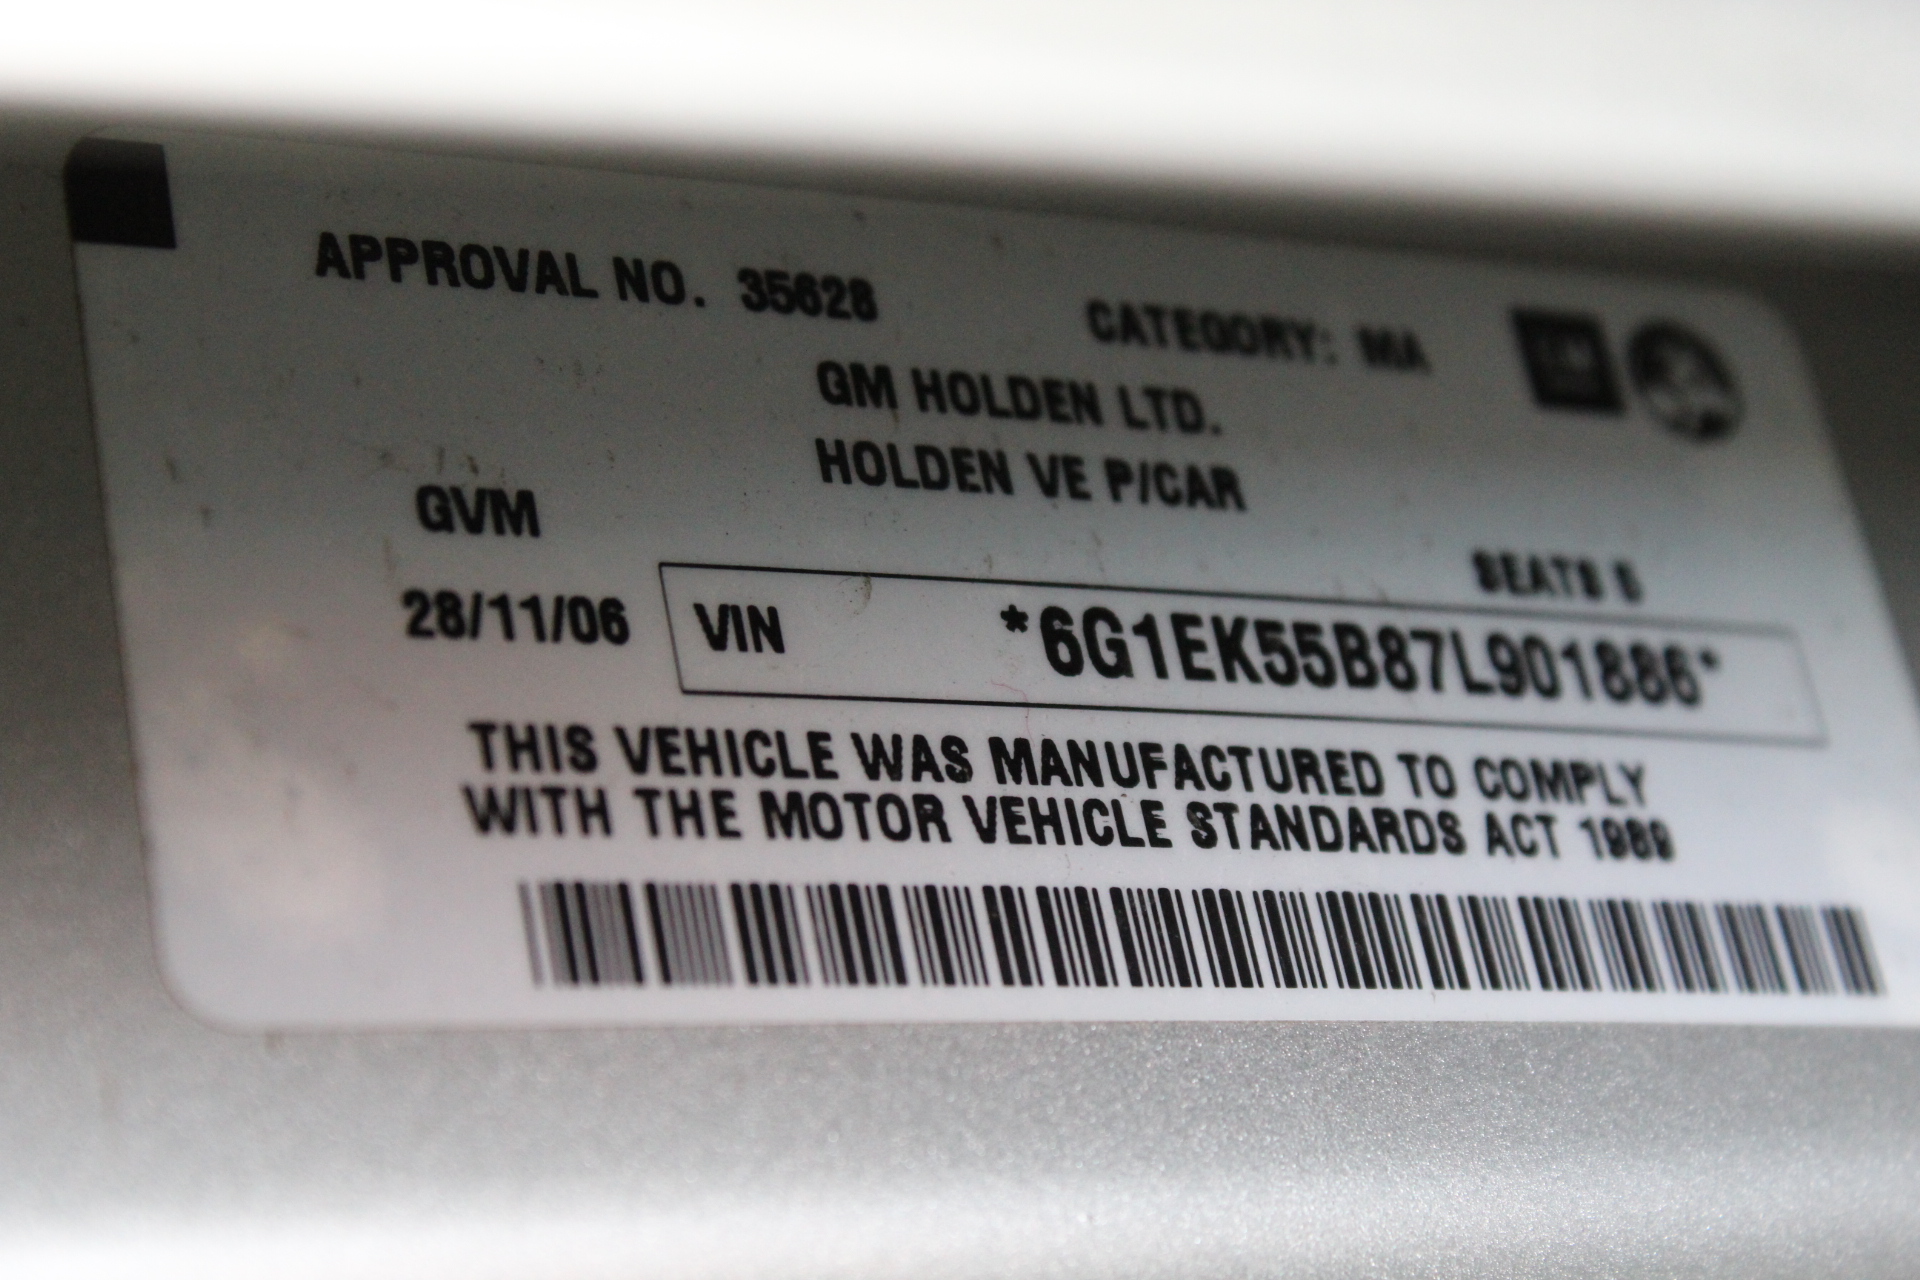 APPROVAL NO. 35628
CATEGORY: MA
GM HOLDEN LTD.
HOLDEN VE P/CAR
GVM
SEATS 5
28/11/06
VIN *6G1EK55B87L901886*
THIS VEHICLE WAS MANUFACTURED TO COMPLY
WITH THE MOTOR VEHICLE STANDARDS ACT 1989